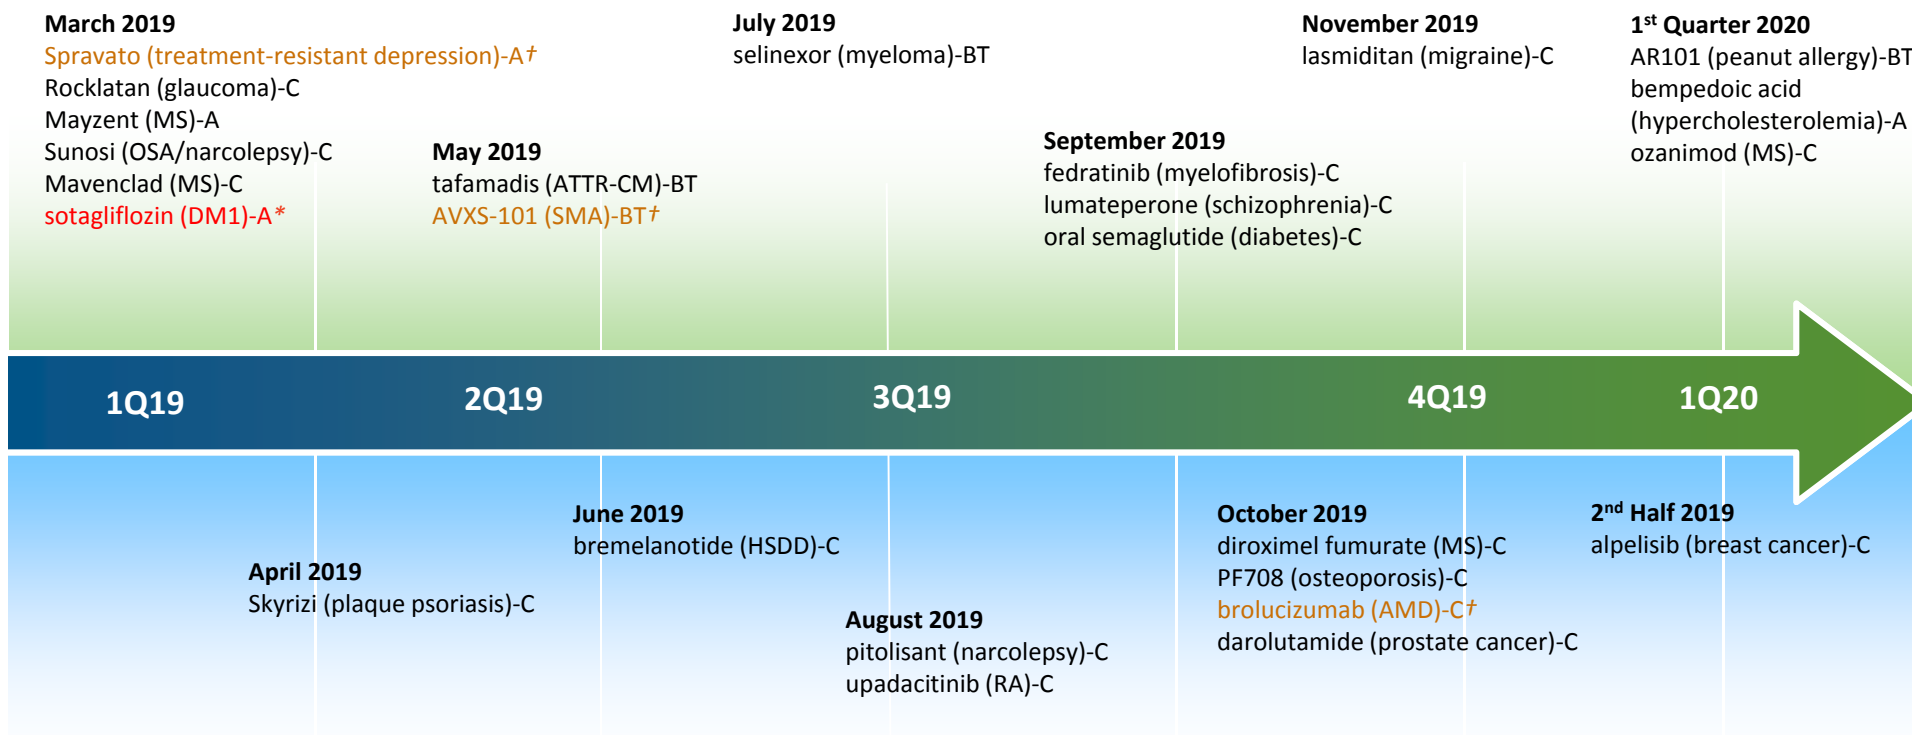 March 2019
Spravato (treatment-resistant depression)-A†
Rocklatan (glaucoma)-C
Mayzent (MS)-A
Sunosi (OSA/narcolepsy)-C
Mavenclad (MS)-C
sotagliflozin (DM1)-A*
May 2019
tafamadis (ATTR-CM)-BT
AVXS-101 (SMA)-BT†
July 2019
selinexor (myeloma)-BT
September 2019
fedratinib (myelofibrosis)-C
lumateperone (schizophrenia)-C
oral semaglutide (diabetes)-C
November 2019
lasmiditan (migraine)-C
1st Quarter 2020
AR101 (peanut allergy)-BT
bempedoic acid
(hypercholesterolemia)-A
ozanimod (MS)-C
1Q19
2Q19
3Q19
4Q19
1Q20
April 2019
Skyrizi (plaque psoriasis)-C
June 2019
bremelanotide (HSDD)-C
August 2019
pitolisant (narcolepsy)-C
upadacitinib (RA)-C
October 2019
diroximel fumurate (MS)-C
PF708 (osteoporosis)-C
brolucizumab (AMD)-C†
darolutamide (prostate cancer)-C
2nd Half 2019
alpelisib (breast cancer)-C